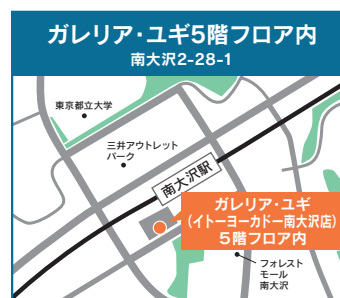 ガレリア・ユギ5階フロア内
南大沢2-28-1
東京都立大学
三井アウトレット
パーク
南大沢駅
ガレリア・ユギ
(イトーヨーカドー南大沢店)
5階フロア内
フォレスト
モール
南大沢